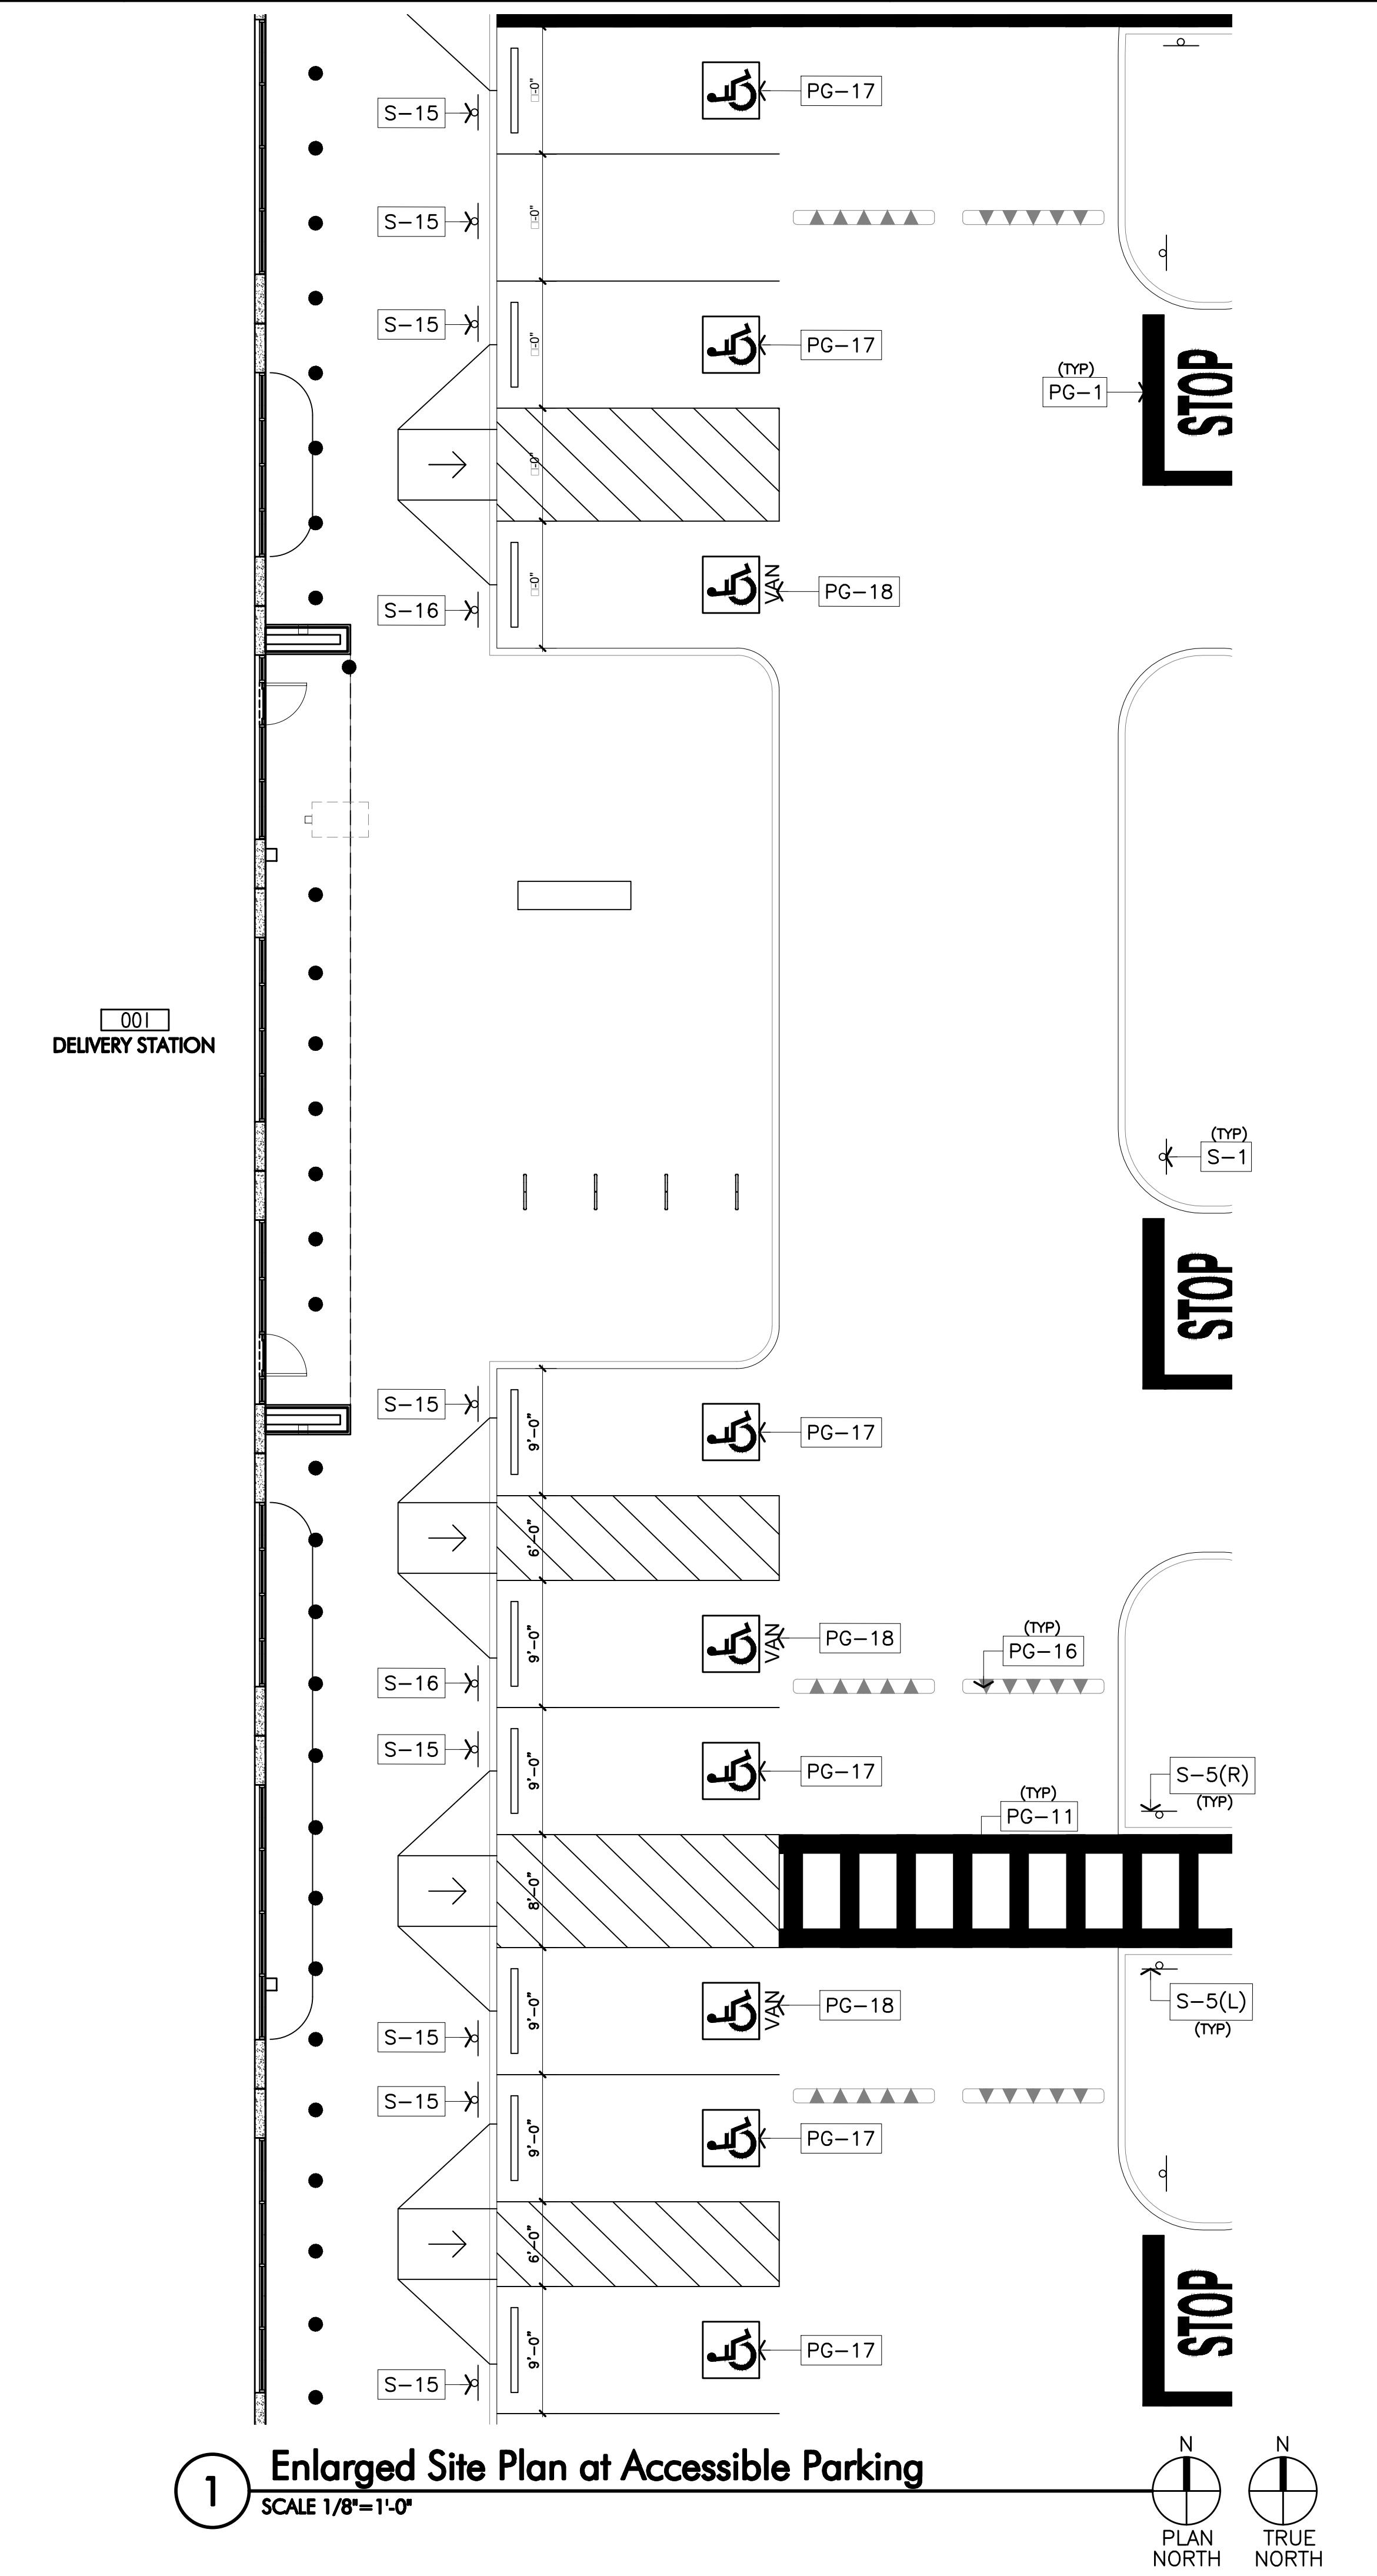 S-15
PG-17
S-15
S-15
PG-17
(TYP)
PG-1
STOP
S-16
VAN
PG-18
001
DELIVERY STATION
(TYP)
S-1
STOP
S-15
9'-0"
PG-17
6'-0"
9'-0"
VAN
PG-18
(TYP)
PG-16
S-16
S-15
9'-0"
PG-17
S-5(R)
(TYP)
(TYP)
PG-11
8'-0"
S-15
9'-0"
VAN
PG-18
S-5(L)
(TYP)
S-15
9'-0"
PG-17
6'-0"
STOP
S-15
9'-0"
PG-17
1
Enlarged Site Plan at Accessible Parking
SCALE 1/8"=1'-0"
N
PLAN
NORTH
N
TRUE
NORTH